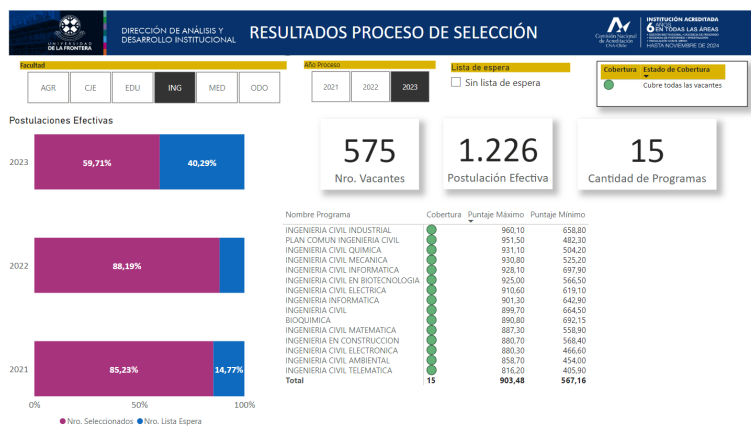 UNIVERSIDAD
DE LA FRONTERA
DIRECCIÓN DE ANÁLISIS Y
DESARROLLO INSTITUCIONAL
RESULTADOS PROCESO DE SELECCIÓN
Comisión Nacional
de Acreditación
CNA-Chile
INSTITUCIÓN ACREDITADA
6 AÑOS
EN TODAS LAS ÁREAS
HASTA NOVIEMBRE DE 2024
Facultad
AGR CJE EDU ING MED ODO
Año Proceso
2021 2022 2023
Lista de espera
Sin lista de espera
Cobertura Estado de Cobertura
Cubre todas las vacantes
Postulaciones Efectivas
2023 59,71% 40,29%
2022 88,19%
2021 85,23% 14,77%
0% 50% 100%
Nro. Seleccionados Nro. Lista Espera
575
Nro. Vacantes
1.226
Postulación Efectiva
15
Cantidad de Programas
Nombre Programa Cobertura Puntaje Máximo Puntaje Mínimo
INGENIERIA CIVIL INDUSTRIAL 960,10 658,80
PLAN COMUN INGENIERIA CIVIL 951,50 482,30
INGENIERIA CIVIL QUIMICA 931,10 504,20
INGENIERIA CIVIL MECANICA 930,80 525,20
INGENIERIA CIVIL INFORMATICA 928,10 697,90
INGENIERIA CIVIL EN BIOTECNOLOGIA 925,00 566,50
INGENIERIA CIVIL ELECTRICA 910,60 619,10
INGENIERIA INFORMATICA 901,30 642,90
INGENIERIA CIVIL 899,70 664,50
BIOQUIMICA 890,80 692,15
INGENIERIA CIVIL MATEMATICA 887,30 558,90
INGENIERIA EN CONSTRUCCION 880,70 568,40
INGENIERIA CIVIL ELECTRONICA 880,30 466,60
INGENIERIA CIVIL AMBIENTAL 858,70 454,00
INGENIERIA CIVIL TELEMATICA 816,20 405,90
Total 15 903,48 567,16